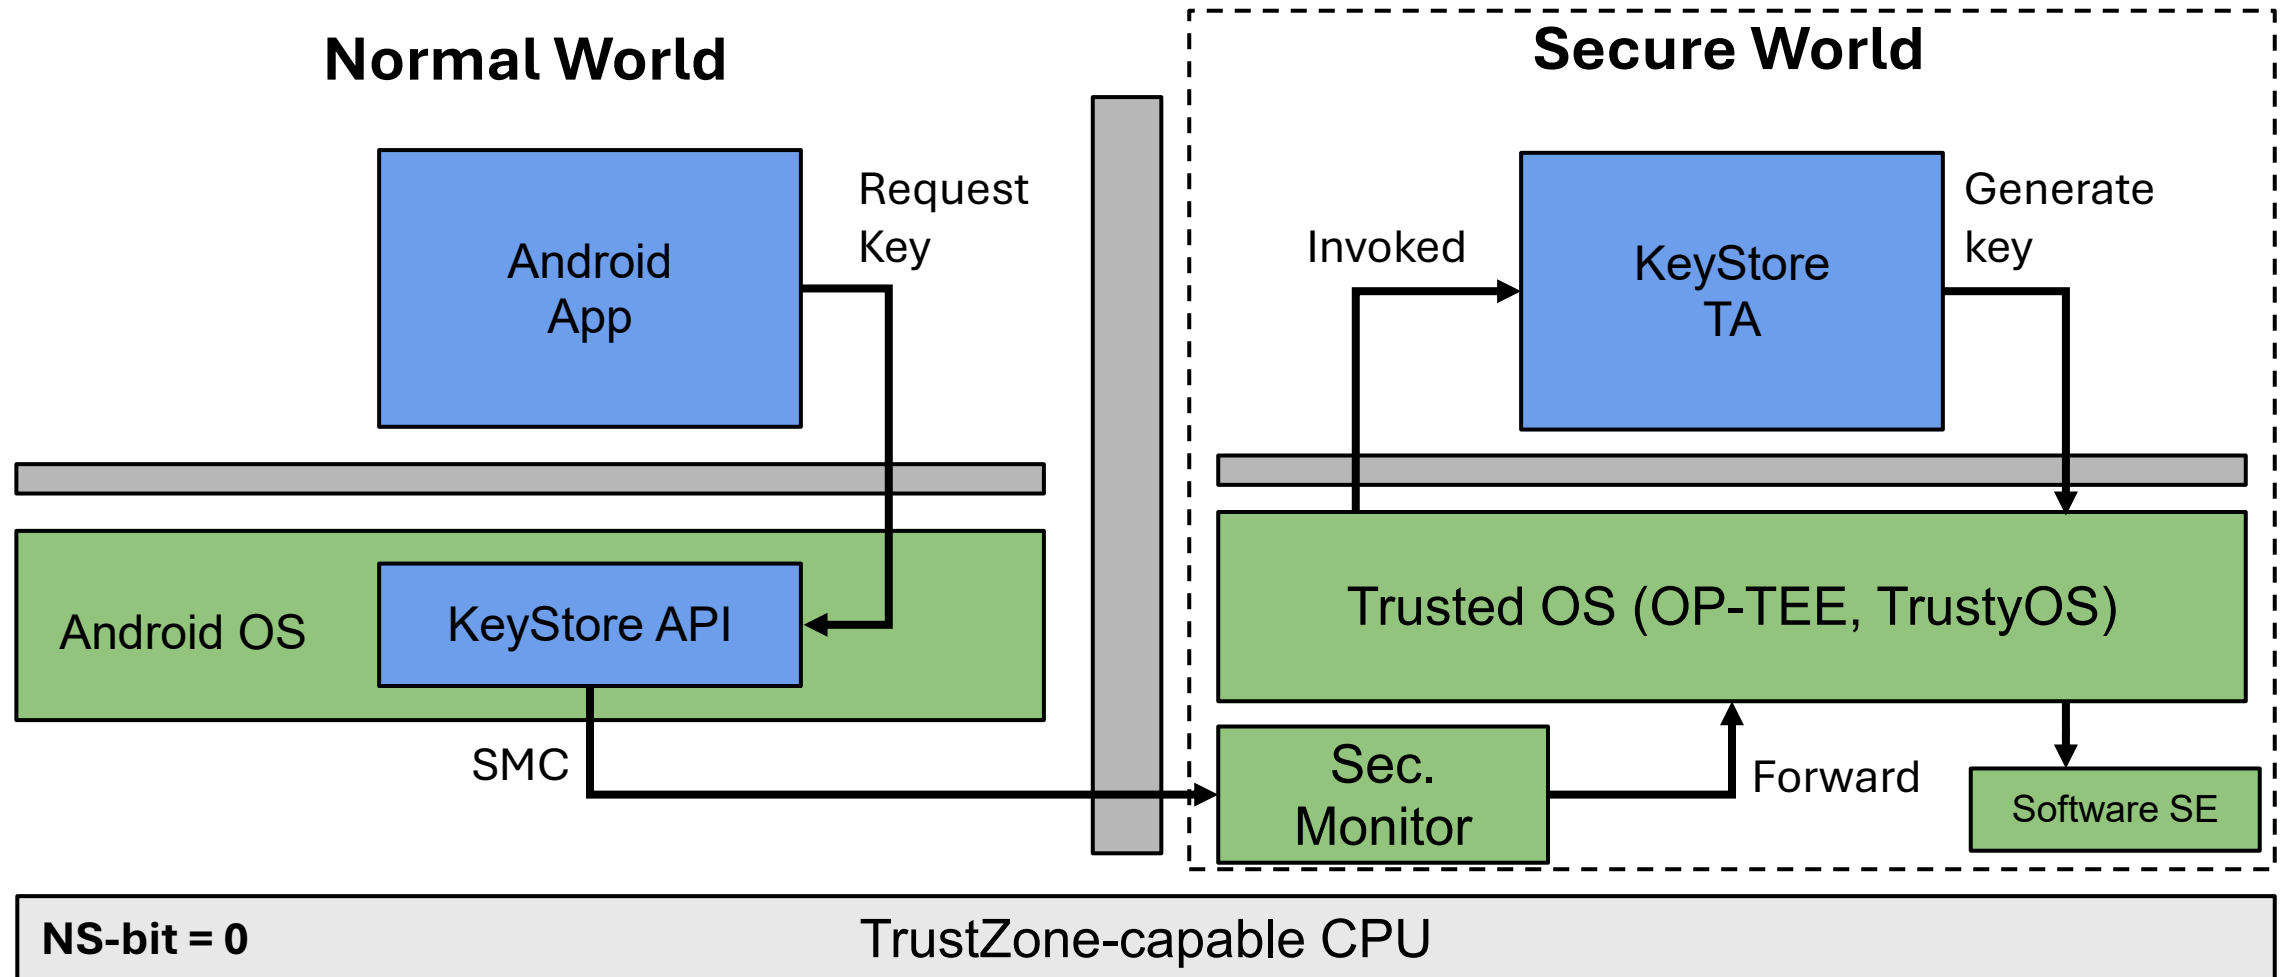 Normal World
Secure World
Android
App
Request
Key
Invoked
KeyStore
TA
Generate
key
Android OS
KeyStore API
Trusted OS (OP-TEE, TrustyOS)
SMC
Sec.
Monitor
Forward
Software SE
NS-bit = 0
TrustZone-capable CPU